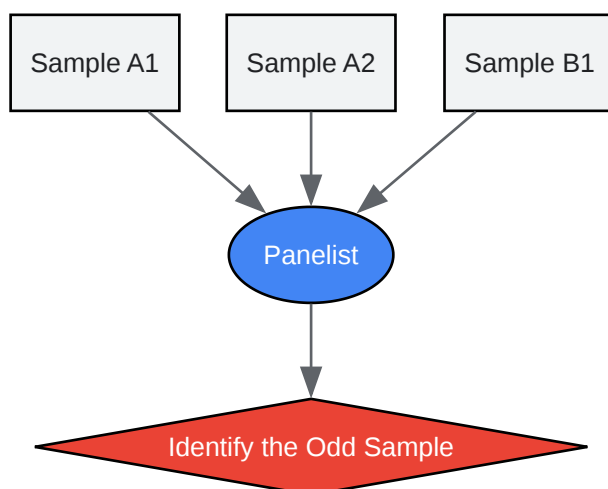 Sample A1
Sample A2
Sample B1
Panelist
Identify the Odd Sample